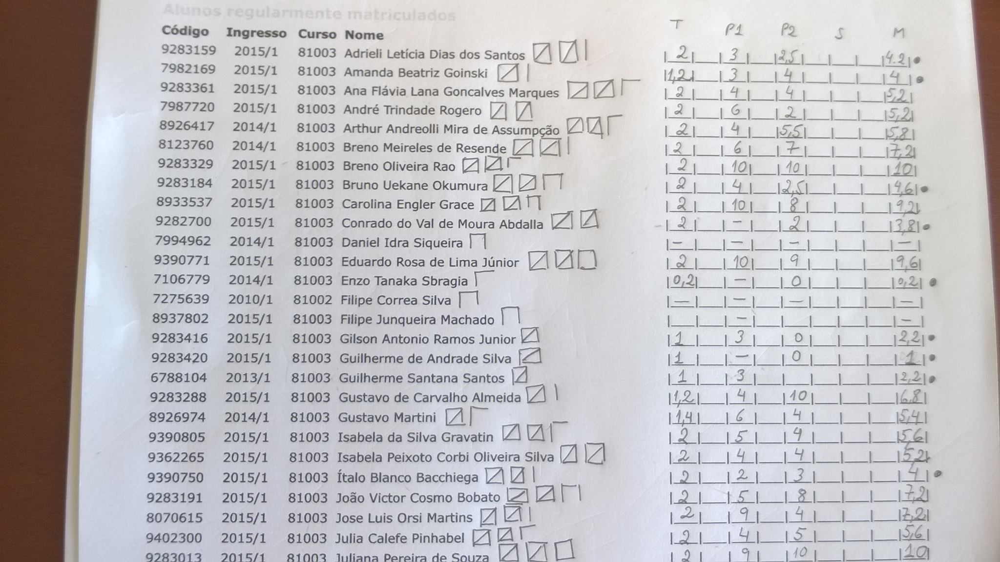 Alunos regularmente matriculados
Código Ingresso Curso Nome T P1 P2 S M
9283159 2015/1 81003 Adrieli Letícia Dias dos Santos 2 3 2,5 4.2
7982169 2015/1 81003 Amanda Beatriz Goinski 1,2 3 4 4
9283361 2015/1 81003 Ana Flávia Lana Goncalves Marques 2 4 4 5,2
7987720 2015/1 81003 André Trindade Rogero 2 6 2 5,2
8926417 2014/1 81003 Arthur Andreolli Mira de Assumpção 2 4 5,5 5,8
8123760 2014/1 81003 Breno Meireles de Resende 2 6 7 7,2
9283329 2015/1 81003 Breno Oliveira Rao 2 10 10 10
9283184 2015/1 81003 Bruno Uekane Okumura 2 4 2,5 4,6
8933537 2015/1 81003 Carolina Engler Grace 2 10 8 9,2
9282700 2015/1 81003 Conrado do Val de Moura Abdalla 2 - 2 3,8
7994962 2014/1 81003 Daniel Idra Siqueira - - - -
9390771 2015/1 81003 Eduardo Rosa de Lima Júnior 2 10 9 9,6
7106779 2014/1 81003 Enzo Tanaka Sbragia 0,2 - 0 0,2
7275639 2010/1 81002 Filipe Correa Silva - - - -
8937802 2015/1 81003 Filipe Junqueira Machado - -
9283416 2015/1 81003 Gilson Antonio Ramos Junior 1 3 0 2,2
9283420 2015/1 81003 Guilherme de Andrade Silva 1 - 0 1
6788104 2013/1 81003 Guilherme Santana Santos 1 3 2,2
9283288 2015/1 81003 Gustavo de Carvalho Almeida 1,2 4 10 6,8
8926974 2014/1 81003 Gustavo Martini 1,4 6 4 5,4
9390805 2015/1 81003 Isabela da Silva Gravatin 2 5 4 5,6
9362265 2015/1 81003 Isabela Peixoto Corbi Oliveira Silva 2 4 4 5,2
9390750 2015/1 81003 Ítalo Blanco Bacchiega 2 2 3 4
9283191 2015/1 81003 João Victor Cosmo Bobato 2 5 8 7,2
8070615 2015/1 81003 Jose Luis Orsi Martins 2 9 4 7,2
9402300 2015/1 81003 Julia Calefe Pinhabel 2 4 5 5,6
9283013 2015/1 81003 Juliana Pereira de Souza 2 9 10 10